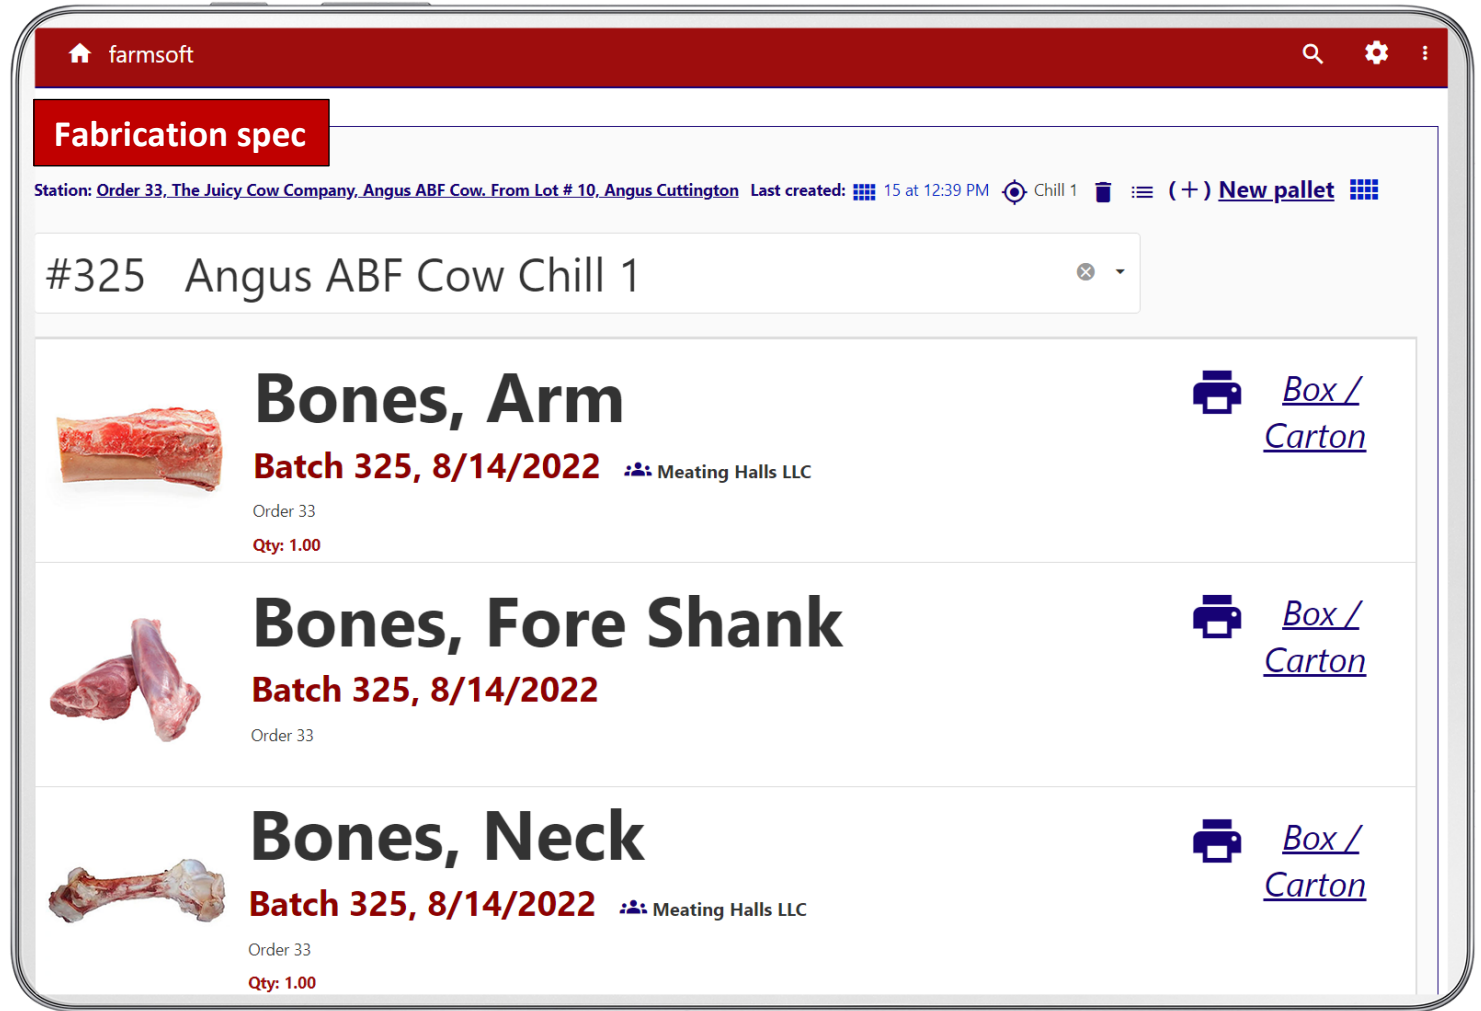 farmsoft
Fabrication spec
Station: Order 33, The Juicy Cow Company, Angus ABF Cow. From Lot # 10, Angus Cuttington Last created: 15 at 12:39 PM Chill 1 (+) New pallet
#325 Angus ABF Cow Chill 1
Bones, Arm
Batch 325, 8/14/2022 Meating Halls LLC
Order 33
Qty: 1.00
Box /
Carton
Bones, Fore Shank
Batch 325, 8/14/2022
Order 33
Box /
Carton
Bones, Neck
Batch 325, 8/14/2022 Meating Halls LLC
Order 33
Qty: 1.00
Box /
Carton